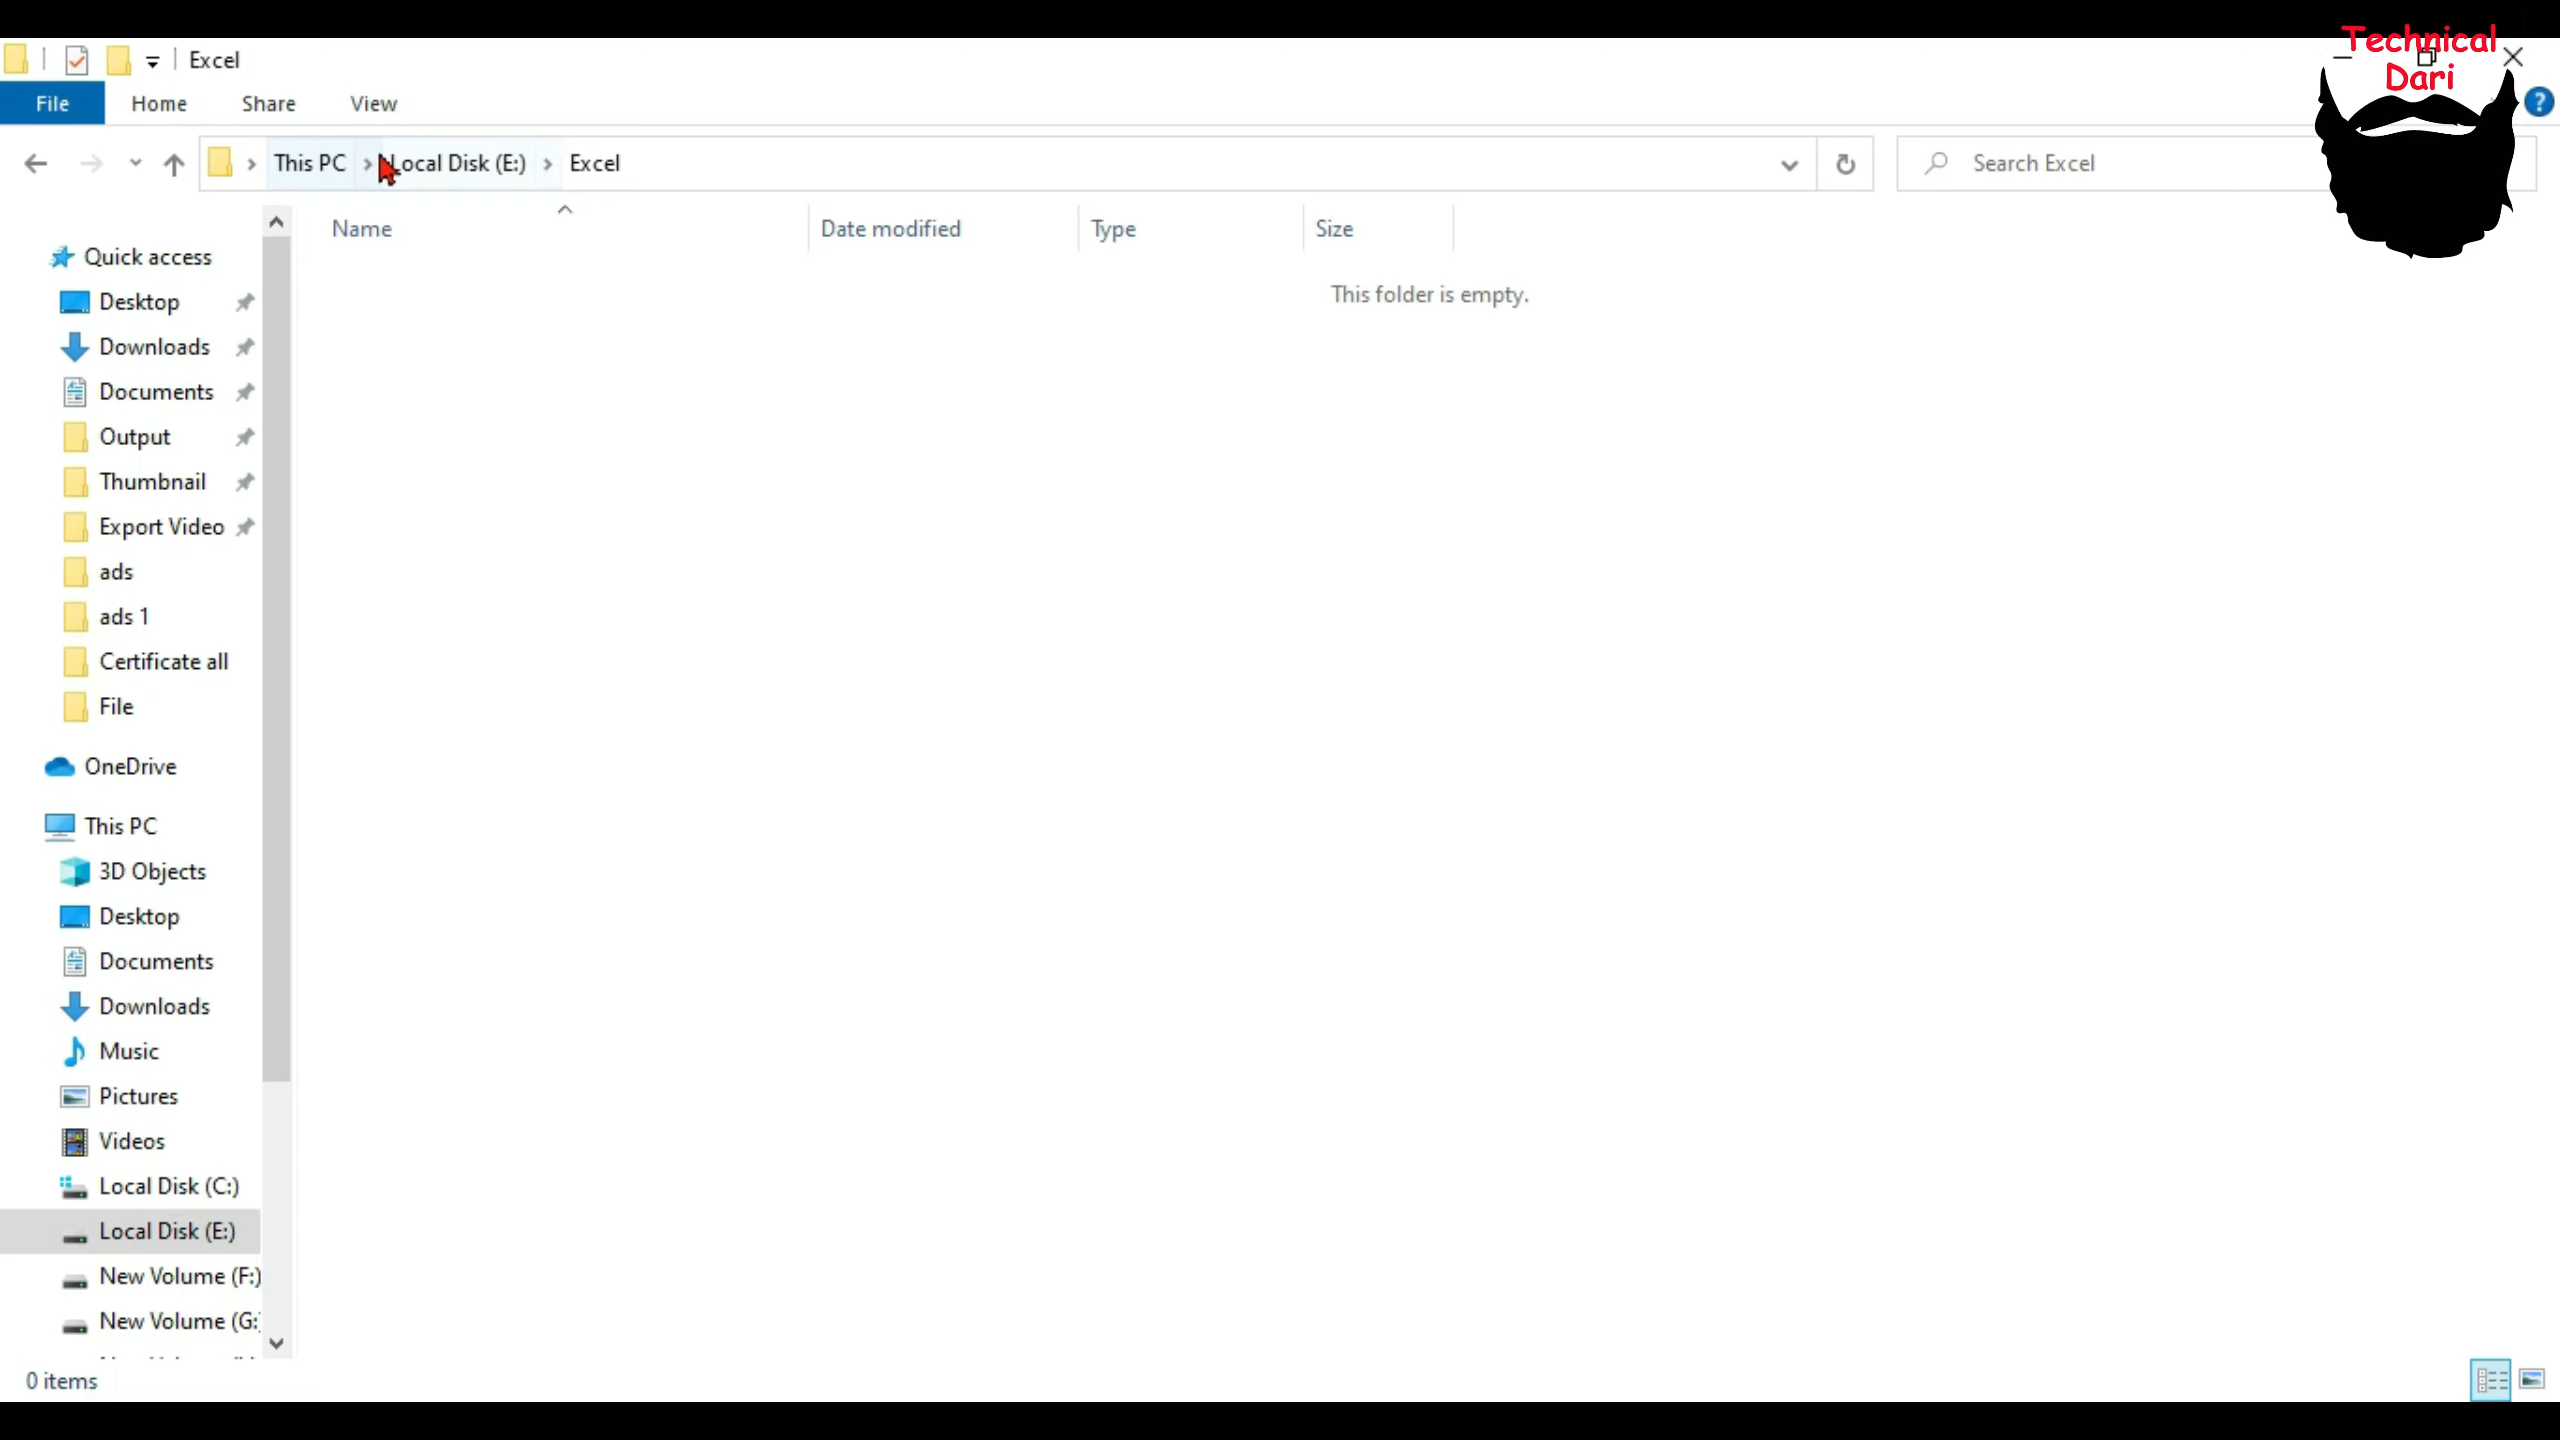 Technical
Dari
Excel
File Home Share View
This PC Local Disk (E:) Excel
Search Excel
Name Date modified Type Size
This folder is empty.
Quick access
Desktop
Downloads
Documents
Output
Thumbnail
Export Video
ads
ads 1
Certificate all
File
OneDrive
This PC
3D Objects
Desktop
Documents
Downloads
Music
Pictures
Videos
Local Disk (C:)
Local Disk (E:)
New Volume (F:)
New Volume (G:
0 items